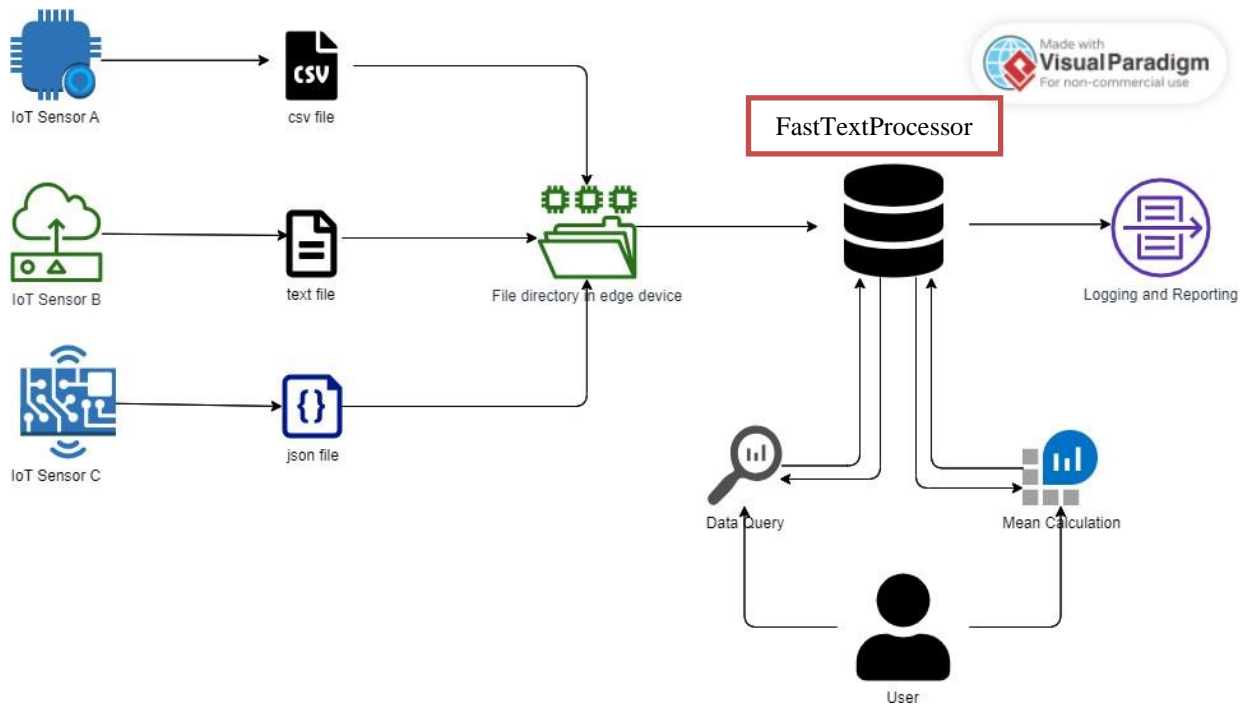 IoT Sensor A
CSV
csv file
Made with
Visual Paradigm
For non-commercial use
FastTextProcessor
IoT Sensor B
text file
File directory in edge device
Logging and Reporting
{}
IoT Sensor C
json file
Data Query
Mean Calculation
User